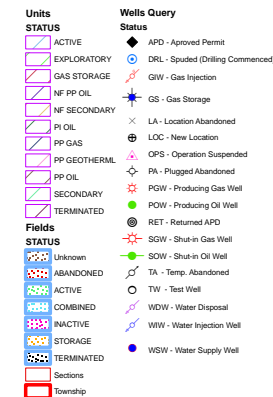 Units
STATUS
ACTIVE
EXPLORATORY
GAS STORAGE
NF PP OIL
NF SECONDARY
PI OIL
PP GAS
PP GEOTHERML
PP OIL
SECONDARY
TERMINATED
Fields
STATUS
Unknown
ABANDONED
ACTIVE
COMBINED
INACTIVE
STORAGE
TERMINATED
Sections
Township
Wells Query
Status
APD - Aproved Permit
DRL - Spuded (Drilling Commenced)
GIW - Gas Injection
GS - Gas Storage
LA - Location Abandoned
LOC - New Location
OPS - Operation Suspended
PA - Plugged Abandoned
PGW - Producing Gas Well
POW - Producing Oil Well
RET - Returned APD
SGW - Shut-in Gas Well
SOW - Shut-in Oil Well
TA - Temp. Abandoned
TW - Test Well
WDW - Water Disposal
WIW - Water Injection Well
WSW - Water Supply Well